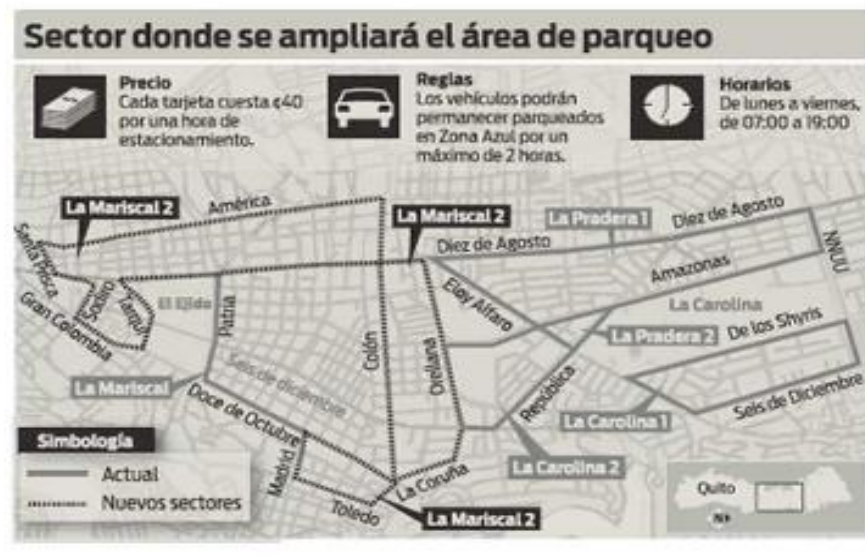 Sector donde se ampliará el área de parqueo
Precio
Cada tarjeta cuesta ¢40
por una hora de
estacionamiento.
Reglas
Los vehículos podrán
permanecer parqueados
en Zona Azul por un
máximo de 2 horas.
Horarios
De lunes a viernes,
de 07:00 a 19:00
La Mariscal 2
América
La Mariscal 2
La Pradera 1
Diez de Agosto
Diez de Agosto
NNUU
Santa Prisca
Sodiro
Tarqui
Gran Colombia
El Ejido
Patria
Eloy Alfaro
Amazonas
La Carolina
La Pradera 2
De los Shyris
Colón
Orellana
República
La Mariscal
Seis de diciembre
Doce de Octubre
La Carolina 1
Seis de Diciembre
Simbología
Actual
Nuevos sectores
Madrid
Toledo
La Coruña
La Carolina 2
La Mariscal 2
Quito
N